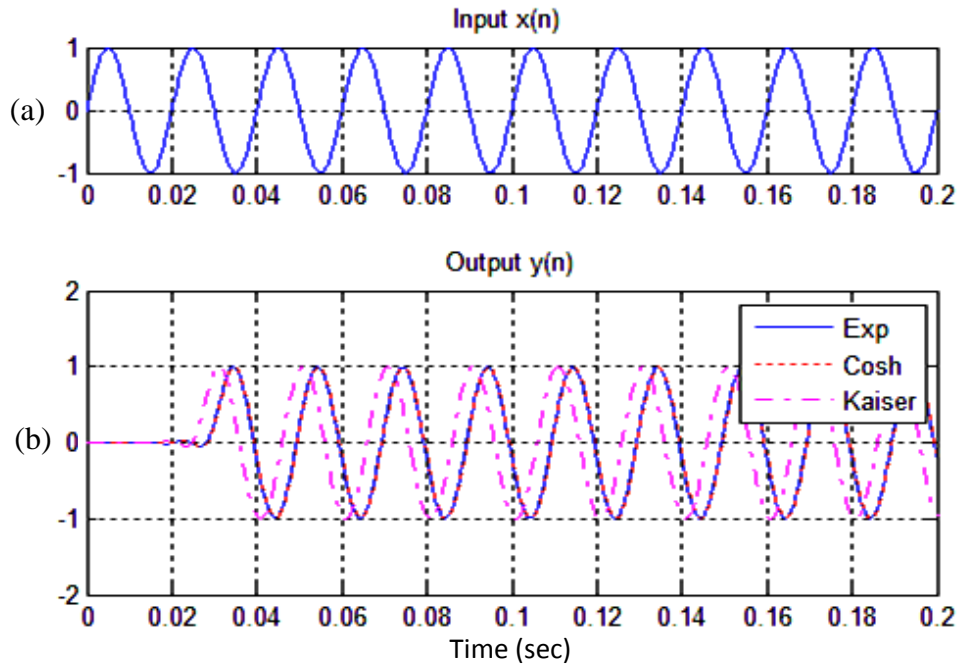 Input x(n)
(a)
1
0
-1
0 0.02 0.04 0.06 0.08 0.1 0.12 0.14 0.16 0.18 0.2
Output y(n)
(b)
2
1
0
-1
-2
Exp
Cosh
Kaiser
0 0.02 0.04 0.06 0.08 0.1 0.12 0.14 0.16 0.18 0.2
Time (sec)